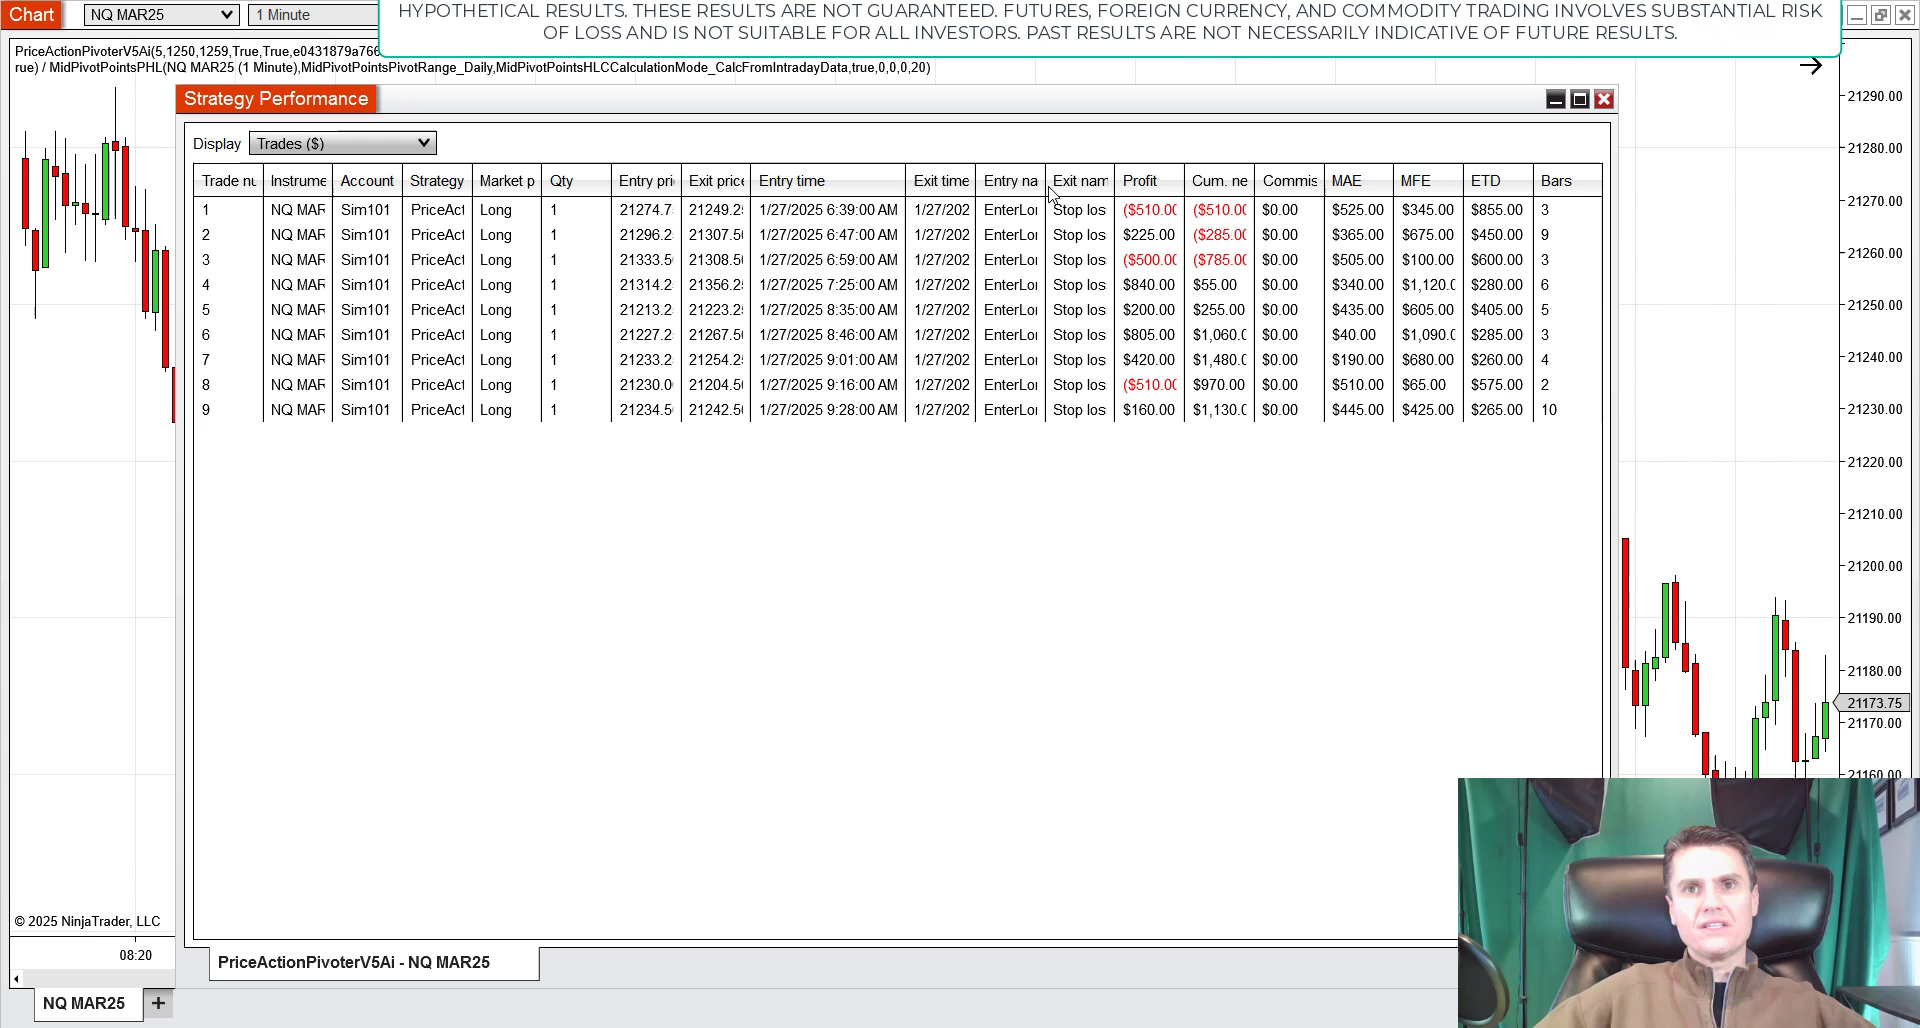 Chart
NQ MAR25
1 Minute
HYPOTHETICAL RESULTS. THESE RESULTS ARE NOT GUARANTEED. FUTURES, FOREIGN CURRENCY, AND COMMODITY TRADING INVOLVES SUBSTANTIAL RISK
OF LOSS AND IS NOT SUITABLE FOR ALL INVESTORS. PAST RESULTS ARE NOT NECESSARILY INDICATIVE OF FUTURE RESULTS.
PriceActionPivoterV5Ai(5,1250,1259,True,True,e0431879a766
rue) / MidPivotPointsPHL(NQ MAR25 (1 Minute),MidPivotPointsPivotRange_Daily,MidPivotPointsHLCCalculationMode_CalcFromIntradayData,true,0,0,0,20)
Strategy Performance
Display Trades ($)
Trade nu Instrume Account Strategy Market p Qty Entry pri Exit price Entry time Exit time Entry na Exit nam Profit Cum. ne Commis MAE MFE ETD Bars
1 NQ MAR Sim101 PriceAct Long 1 21274.7 21249.2 1/27/2025 6:39:00 AM 1/27/202 EnterLo Stop los ($510.00 ($510.00 $0.00 $525.00 $345.00 $855.00 3
2 NQ MAR Sim101 PriceAct Long 1 21296.2 21307.5 1/27/2025 6:47:00 AM 1/27/202 EnterLo Stop los $225.00 ($285.00 $0.00 $365.00 $675.00 $450.00 9
3 NQ MAR Sim101 PriceAct Long 1 21333.5 21308.5 1/27/2025 6:59:00 AM 1/27/202 EnterLo Stop los ($500.00 ($785.00 $0.00 $505.00 $100.00 $600.00 3
4 NQ MAR Sim101 PriceAct Long 1 21314.2 21356.2 1/27/2025 7:25:00 AM 1/27/202 EnterLo Stop los $840.00 $55.00 $0.00 $340.00 $1,120.0 $280.00 6
5 NQ MAR Sim101 PriceAct Long 1 21213.2 21223.2 1/27/2025 8:35:00 AM 1/27/202 EnterLo Stop los $200.00 $255.00 $0.00 $435.00 $605.00 $405.00 5
6 NQ MAR Sim101 PriceAct Long 1 21227.2 21267.5 1/27/2025 8:46:00 AM 1/27/202 EnterLo Stop los $805.00 $1,060.0 $0.00 $40.00 $1,090.0 $285.00 3
7 NQ MAR Sim101 PriceAct Long 1 21233.2 21254.2 1/27/2025 9:01:00 AM 1/27/202 EnterLo Stop los $420.00 $1,480.0 $0.00 $190.00 $680.00 $260.00 4
8 NQ MAR Sim101 PriceAct Long 1 21230.0 21204.5 1/27/2025 9:16:00 AM 1/27/202 EnterLo Stop los ($510.00 $970.00 $0.00 $510.00 $65.00 $575.00 2
9 NQ MAR Sim101 PriceAct Long 1 21234.5 21242.5 1/27/2025 9:28:00 AM 1/27/202 EnterLo Stop los $160.00 $1,130.0 $0.00 $445.00 $425.00 $265.00 10
21290.00
21280.00
21270.00
21260.00
21250.00
21240.00
21230.00
21220.00
21210.00
21200.00
21190.00
21180.00
21173.75
21170.00
21160.00
© 2025 NinjaTrader, LLC
08:20
PriceActionPivoterV5Ai - NQ MAR25
NQ MAR25 +